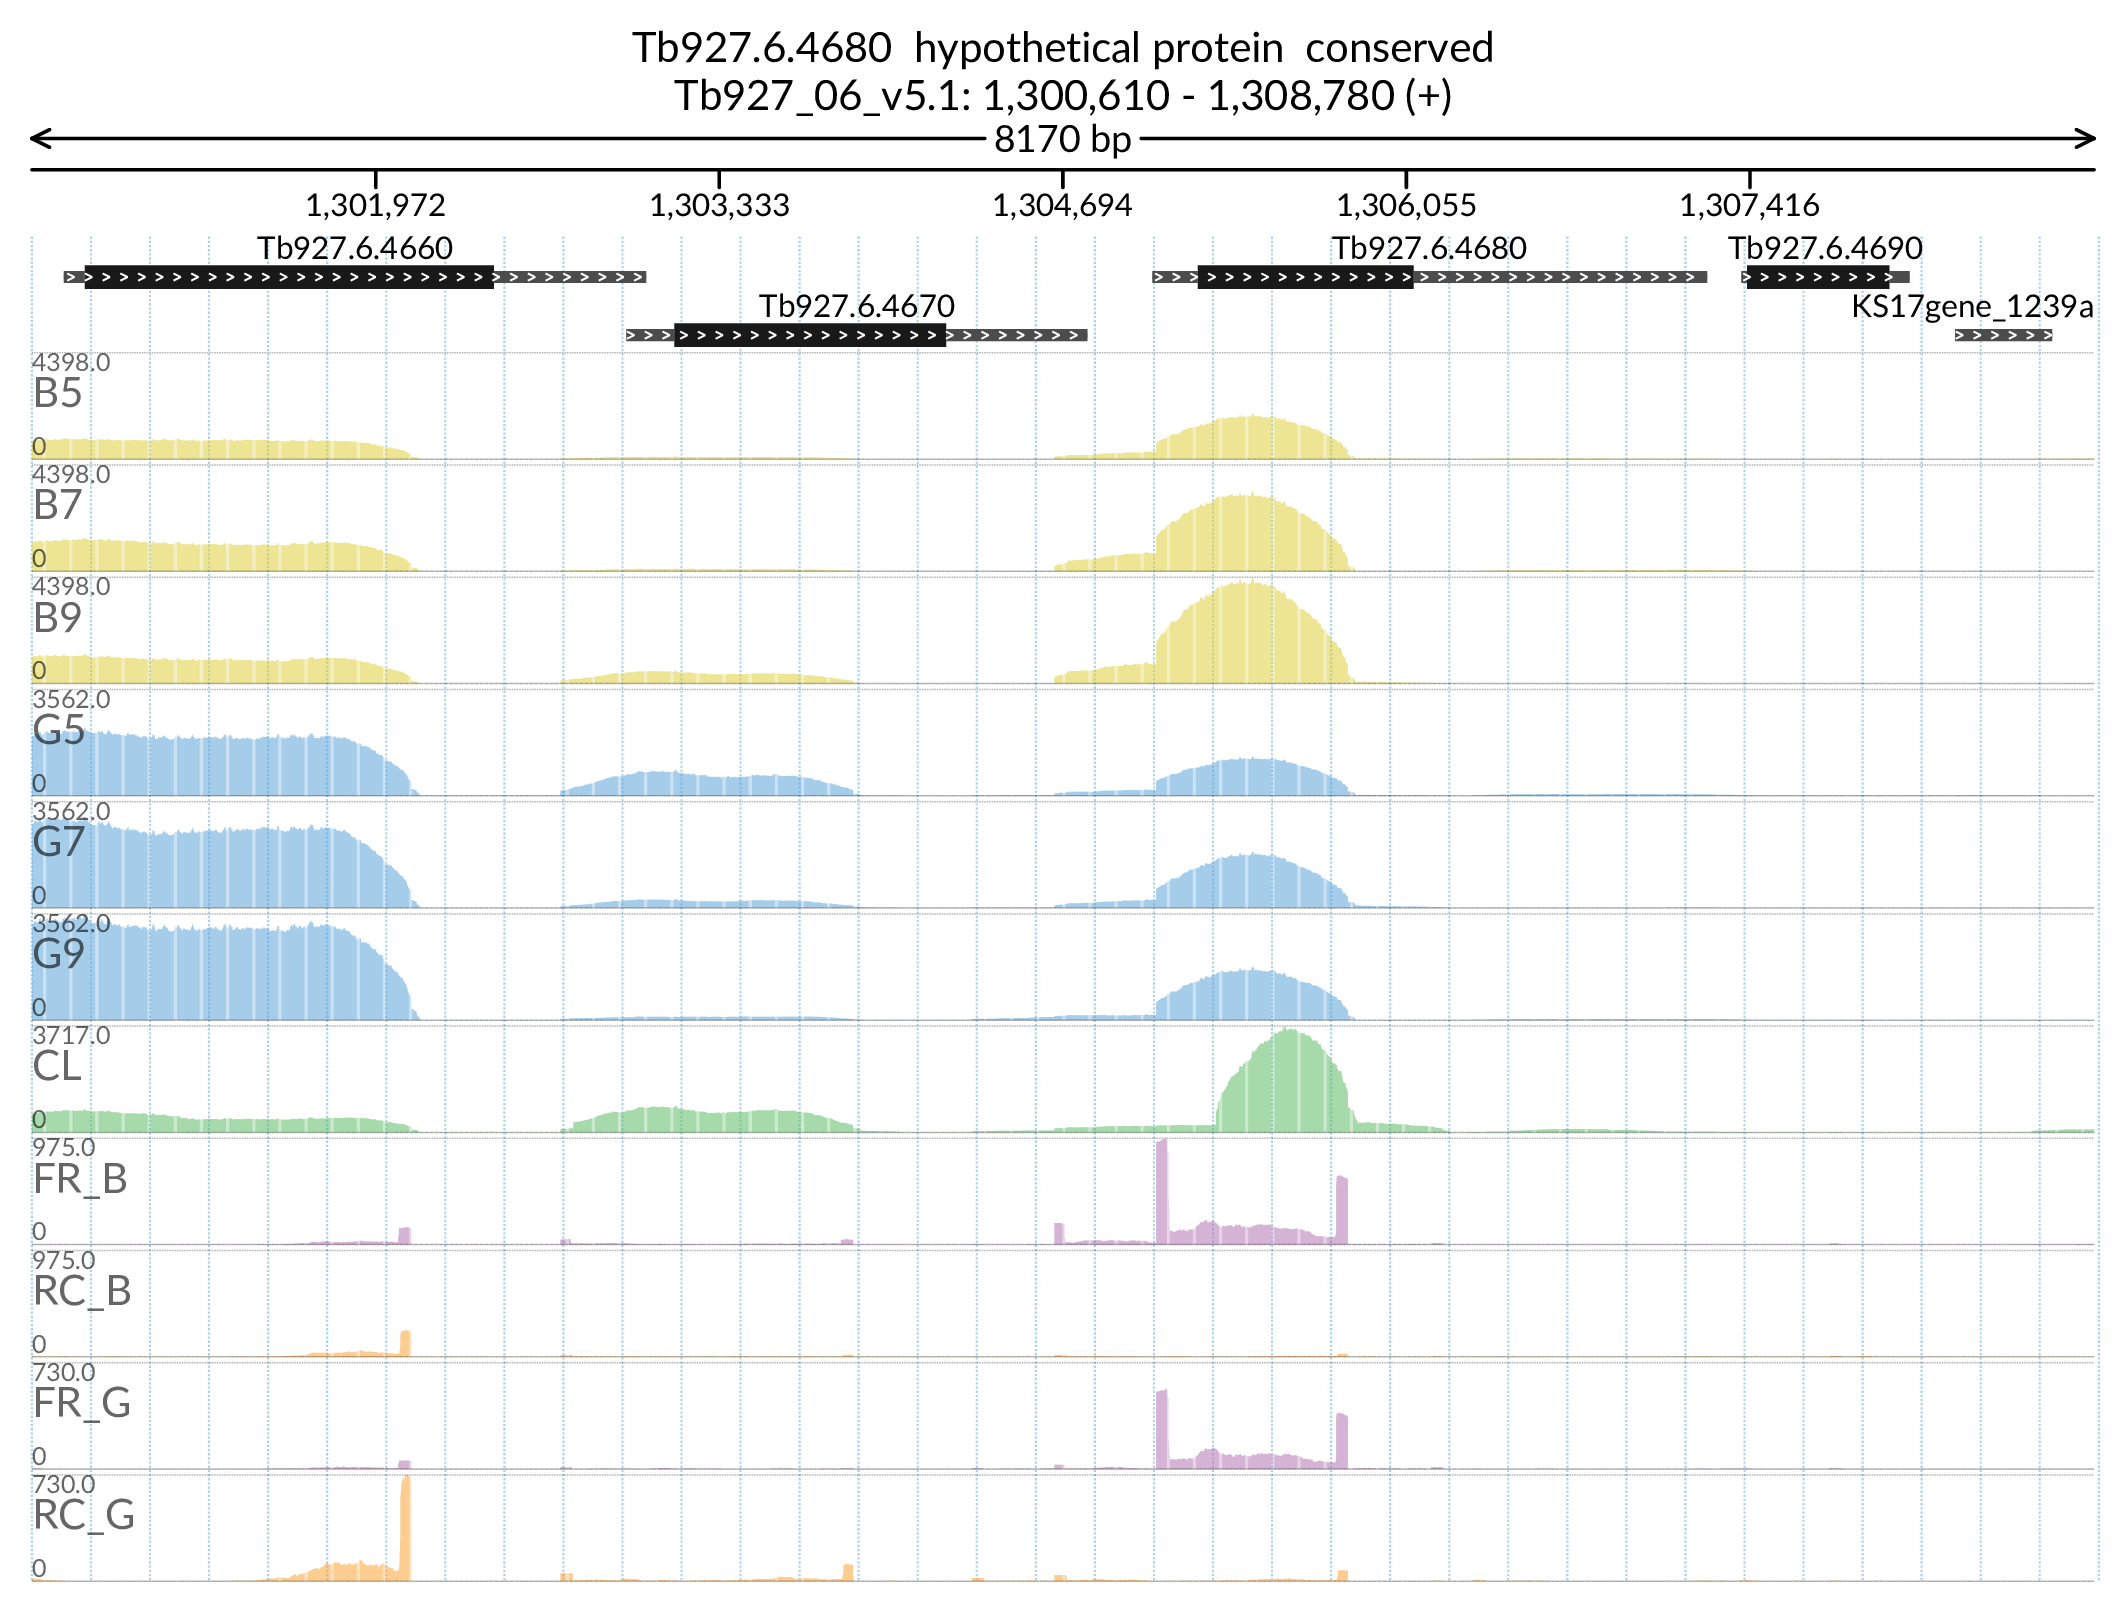 Tb927.6.4680 hypothetical protein conserved
Tb927_06_v5.1: 1,300,610 - 1,308,780 (+)
8170 bp
1,301,972 1,303,333 1,304,694 1,306,055 1,307,416
Tb927.6.4660 Tb927.6.4680 Tb927.6.4690
Tb927.6.4670 KS17gene_1239a
4398.0
B5
0
4398.0
B7
0
4398.0
B9
0
3562.0
G5
0
3562.0
G7
0
3562.0
G9
0
3717.0
CL
0
975.0
FR_B
0
975.0
RC_B
0
730.0
FR_G
0
730.0
RC_G
0